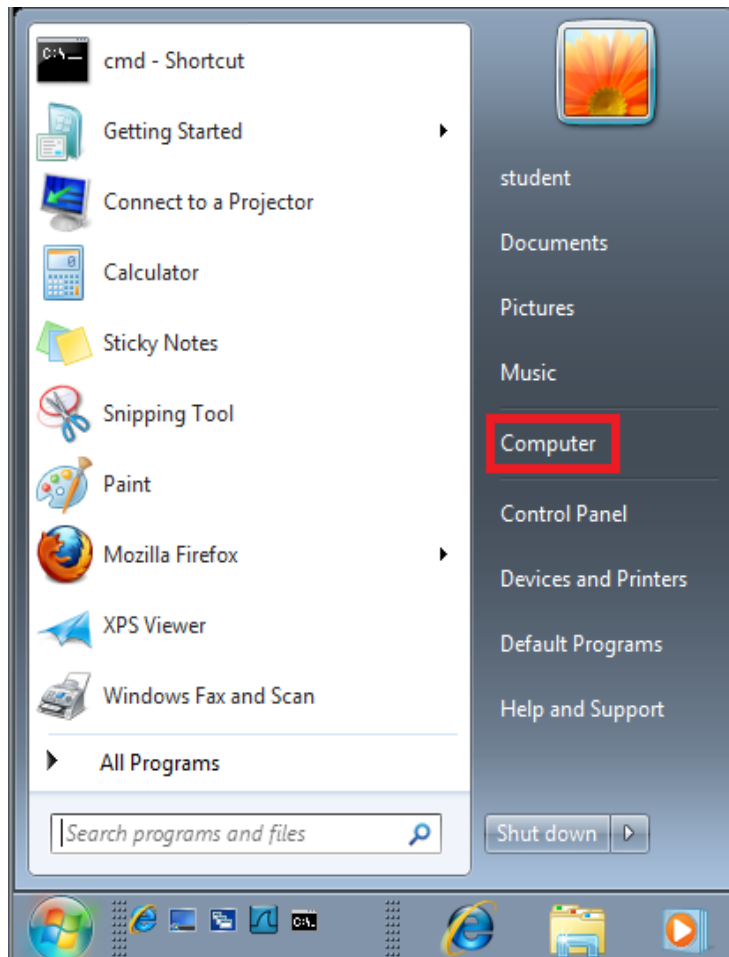 C:\_
cmd - Shortcut
Getting Started
Connect to a Projector
Calculator
Sticky Notes
Snipping Tool
Paint
Mozilla Firefox
XPS Viewer
Windows Fax and Scan
All Programs
Search programs and files
student
Documents
Pictures
Music
Computer
Control Panel
Devices and Printers
Default Programs
Help and Support
Shut down
C:\.